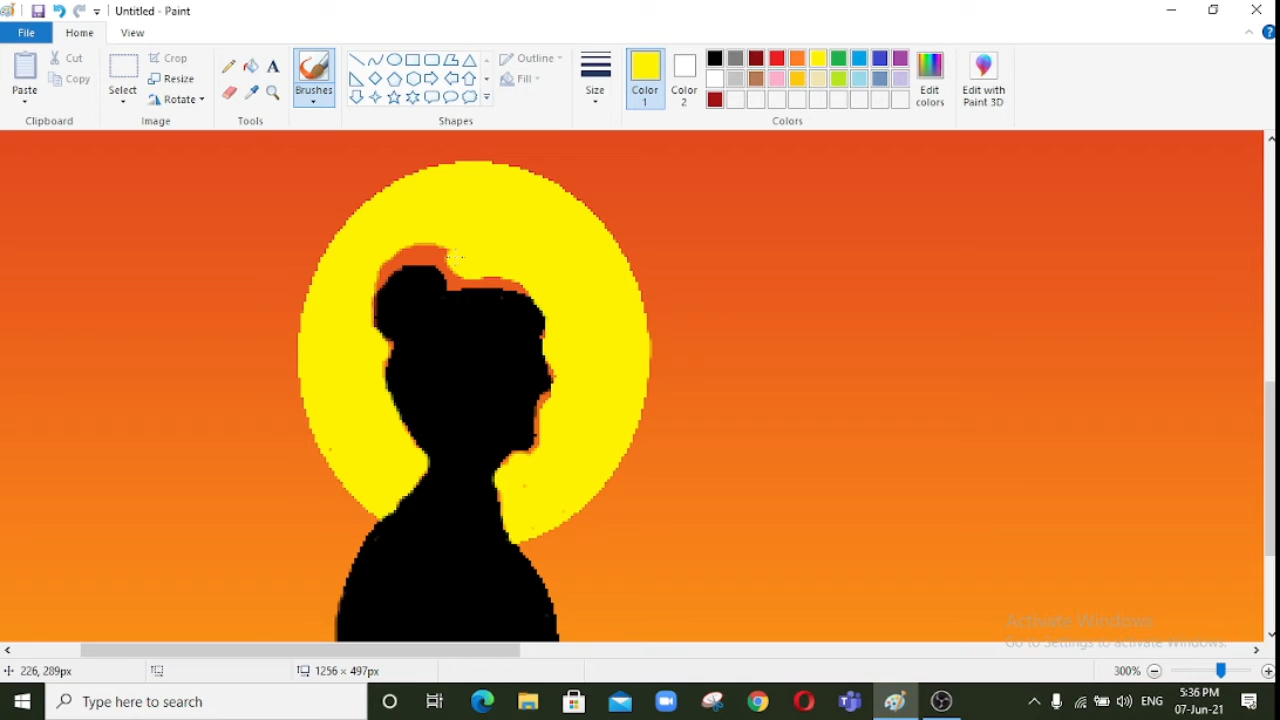 Untitled - Paint
File Home View
Paste
Cut
Copy
Clipboard
Select
Crop
Resize
Rotate
Image
A
Tools
Brushes
Outline
Fill
Shapes
Size
Color 1
Color 2
Edit colors
Colors
Edit with Paint 3D
Activate Windows
Go to Settings to activate Windows.
226, 289px
1256 × 497px
300%
Type here to search
ENG
5:36 PM
07-Jun-21